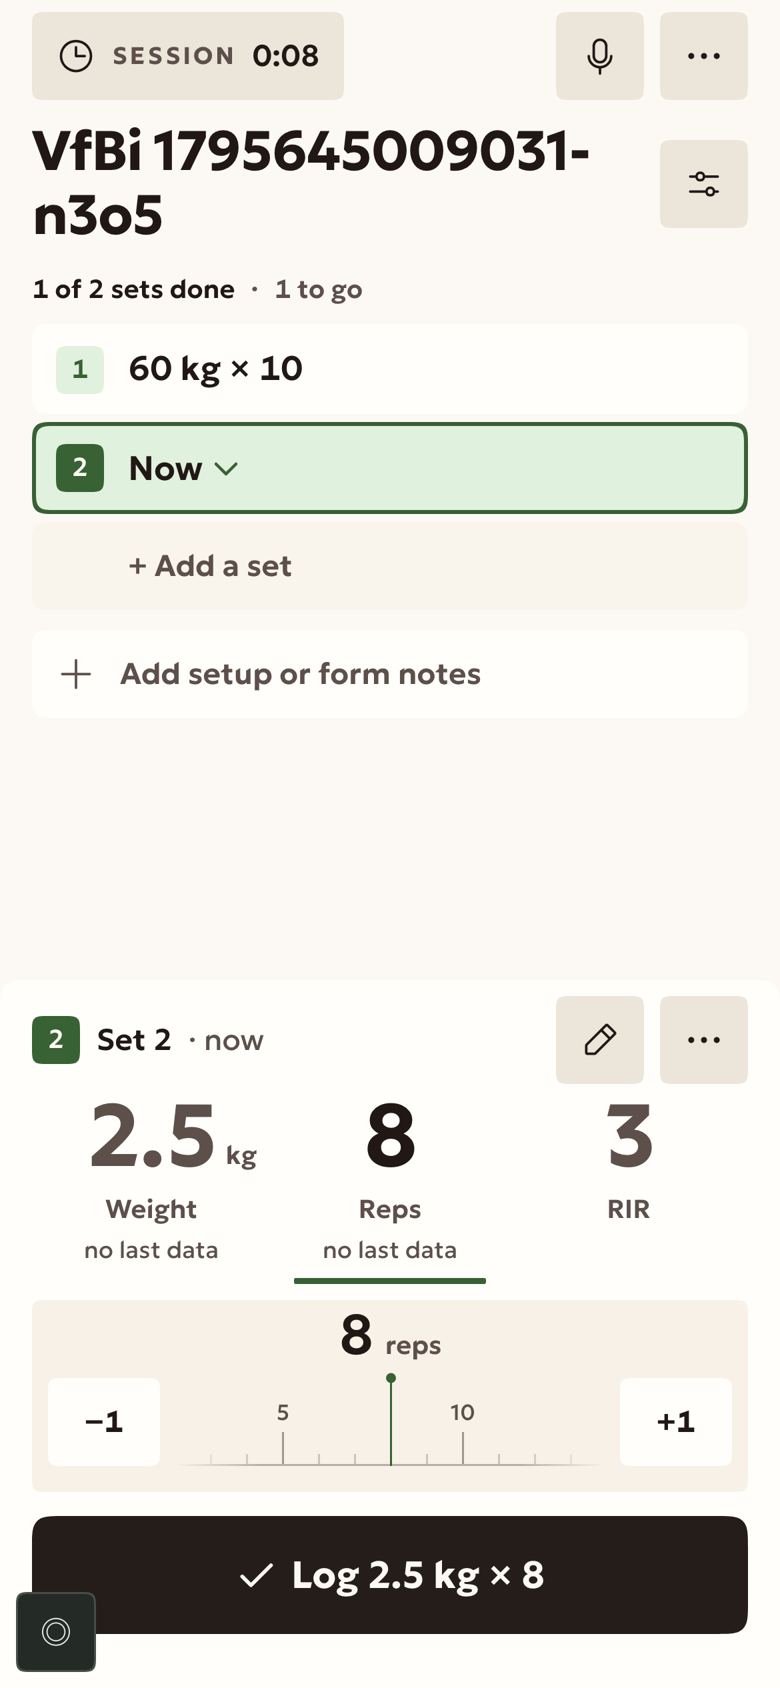 SESSION 0:08
VfBi 1795645009031-
n3o5
1 of 2 sets done · 1 to go
1 60 kg × 10
2 Now
+ Add a set
Add setup or form notes
2 Set 2 · now
2.5 kg 8 3
Weight Reps RIR
no last data no last data
8 reps
−1 5 10 +1
Log 2.5 kg × 8